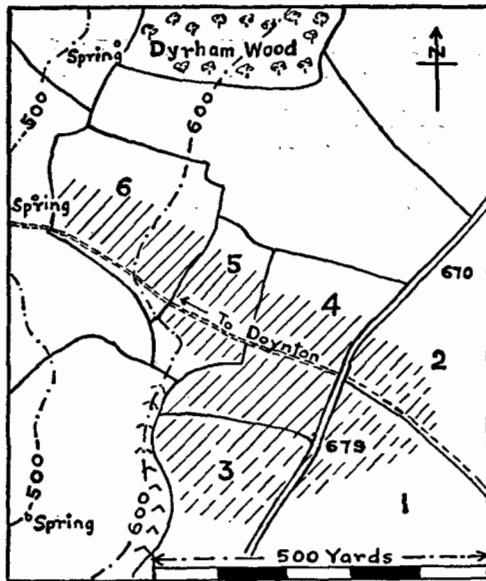 Spring
Dyrham Wood
N
500
600
6
Spring
5
670
4
To Doynton
2
679
3
500
600
1
Spring
500 Yards